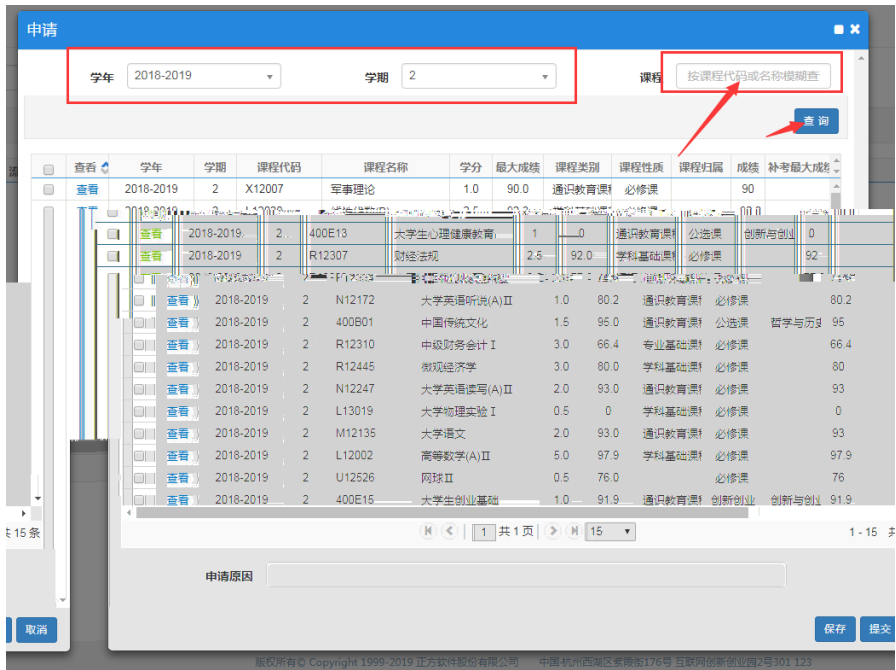 申请
学年 2018-2019 学期 2 课程 按课程代码或名称模糊查
查询
查看 学年 学期 课程代码 课程名称 学分 最大成绩 课程类别 课程性质 课程归属 成绩 补考最大成绩
查看 2018-2019 2 X12007 军事理论 1.0 90.0 通识教育课程 必修课 90
查看 2018-2019 2 400E13 大学生心理健康教育 1 0 通识教育课程 公选课 创新与创业 0
查看 2018-2019 2 R12307 财经法规 2.5 92.0 学科基础课程 必修课 92
查看 2018-2019 2 N12172 大学英语听说(A)Ⅱ 1.0 80.2 通识教育课程 必修课 80.2
查看 2018-2019 2 400B01 中国传统文化 1.5 95.0 通识教育课程 公选课 哲学与历史 95
查看 2018-2019 2 R12310 中级财务会计Ⅰ 3.0 66.4 专业基础课程 必修课 66.4
查看 2018-2019 2 R12445 微观经济学 3.0 80.0 学科基础课程 必修课 80
查看 2018-2019 2 N12247 大学英语读写(A)Ⅱ 2.0 93.0 通识教育课程 必修课 93
查看 2018-2019 2 L13019 大学物理实验Ⅰ 0.5 0 学科基础课程 必修课 0
查看 2018-2019 2 M12135 大学语文 2.0 93.0 通识教育课程 必修课 93
查看 2018-2019 2 L12002 高等数学(A)Ⅱ 5.0 97.9 学科基础课程 必修课 97.9
查看 2018-2019 2 U12526 网球Ⅱ 0.5 76.0 必修课 76
查看 2018-2019 2 400E15 大学生创业基础 1.0 91.9 通识教育课程 创新创业 创新与创业 91.9
共 15 条 1 共 1 页 15 1 - 15 共
申请原因
取消 保存 提交
版权所有© Copyright 1999-2019 正方软件股份有限公司 中国·杭州西湖区紫霞街176号 互联网创新创业园2号301 123